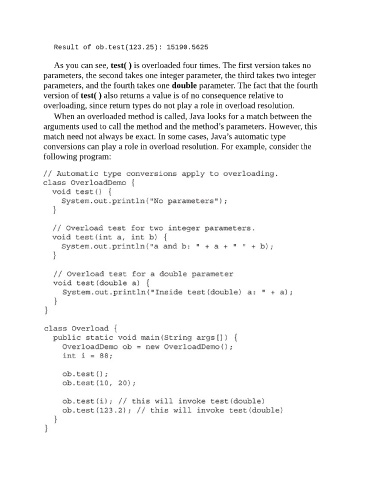 Result of ob.test(123.25): 15190.5625
As you can see, test( ) is overloaded four times. The first version takes no
parameters, the second takes one integer parameter, the third takes two integer
parameters, and the fourth takes one double parameter. The fact that the fourth
version of test( ) also returns a value is of no consequence relative to
overloading, since return types do not play a role in overload resolution.
When an overloaded method is called, Java looks for a match between the
arguments used to call the method and the method's parameters. However, this
match need not always be exact. In some cases, Java's automatic type
conversions can play a role in overload resolution. For example, consider the
following program:
// Automatic type conversions apply to overloading.
class OverloadDemo {
void test() {
System.out.println("No parameters");
}
// Overload test for two integer parameters.
void test(int a, int b) {
System.out.println("a and b: " + a + " " + b);
}
// Overload test for a double parameter
void test(double a) {
System.out.println("Inside test(double) a: " + a);
}
}
class Overload {
public static void main(String args[]) {
OverloadDemo ob = new OverloadDemo();
int i = 88;
ob.test();
ob.test(10, 20);
ob.test(i); // this will invoke test(double)
ob.test(123.2); // this will invoke test(double)
}
}